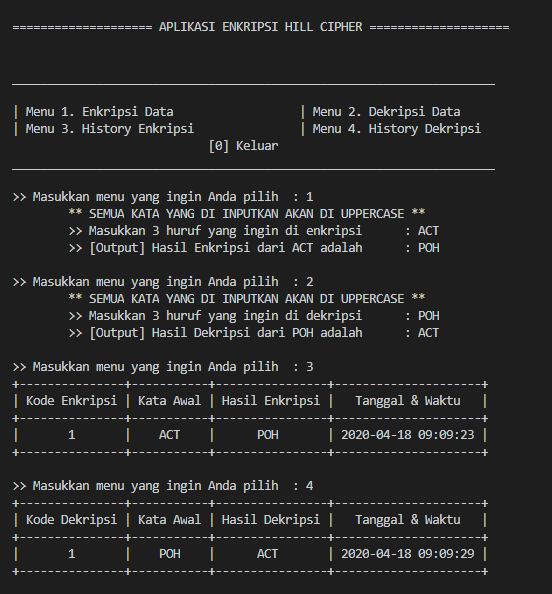 ==================== APLIKASI ENKRIPSI HILL CIPHER ====================
_____________________________________________________________________
| Menu 1. Enkripsi Data                  | Menu 2. Dekripsi Data
| Menu 3. History Enkripsi               | Menu 4. History Dekripsi
                            [0] Keluar
_____________________________________________________________________
>> Masukkan menu yang ingin Anda pilih  : 1
        ** SEMUA KATA YANG DI INPUTKAN AKAN DI UPPERCASE **
        >> Masukkan 3 huruf yang ingin di enkripsi      : ACT
        >> [Output] Hasil Enkripsi dari ACT adalah      : POH
>> Masukkan menu yang ingin Anda pilih  : 2
        ** SEMUA KATA YANG DI INPUTKAN AKAN DI UPPERCASE **
        >> Masukkan 3 huruf yang ingin di dekripsi      : POH
        >> [Output] Hasil Dekripsi dari POH adalah      : ACT
>> Masukkan menu yang ingin Anda pilih  : 3
+---------------+-----------+----------------+---------------------+
| Kode Enkripsi | Kata Awal | Hasil Enkripsi |   Tanggal & Waktu   |
+---------------+-----------+----------------+---------------------+
|       1       |    ACT    |      POH       | 2020-04-18 09:09:23 |
+---------------+-----------+----------------+---------------------+
>> Masukkan menu yang ingin Anda pilih  : 4
+---------------+-----------+----------------+---------------------+
| Kode Dekripsi | Kata Awal | Hasil Dekripsi |   Tanggal & Waktu   |
+---------------+-----------+----------------+---------------------+
|       1       |    POH    |      ACT       | 2020-04-18 09:09:29 |
+---------------+-----------+----------------+---------------------+